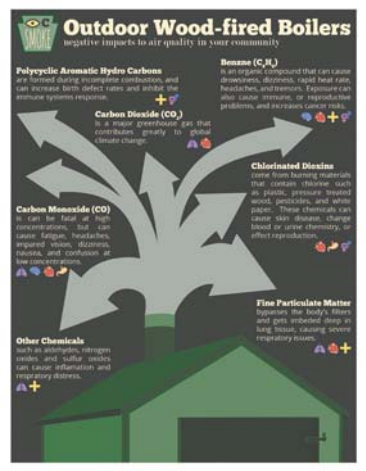 OC
SMOKE
Outdoor Wood-fired Boilers
negative impacts to air quality in your community
Polycyclic Aromatic Hydro Carbons
are formed during incomplete combustion, and
can increase birth defect rates and inhibit the
immune systems response.
Benzne (C6H6)
is an organic compound that can cause
drowsiness, dizziness, rapid heat rate,
headaches, and tremors. Exposure can
also cause immune, or reproductive
problems, and increases cancer risks.
Carbon Dioxide (CO2)
is a major greenhouse gas that
contributes greatly to global
climate change.
Chlorinated Dioxins
come from burning materials
that contain chlorine such
as plastic, pressure treated
wood, pesticides, and white
paper. These chemicals can
cause skin disease, change
blood or urine chemistry, or
effect reproduction.
Carbon Monoxide (CO)
is can be fatal at high
concentrations, but can
cause fatigue, headaches,
impared vision, dizziness,
nausea, and confusion at
low concentrations.
Fine Particulate Matter
bypasses the body's filters
and gets imbeded deep in
lung tissue, causing severe
respiratory issues.
Other Chemicals
such as aldehyds, nitrogen
oxides and sulfur oxides
can cause inflamation and
respiratory distress.